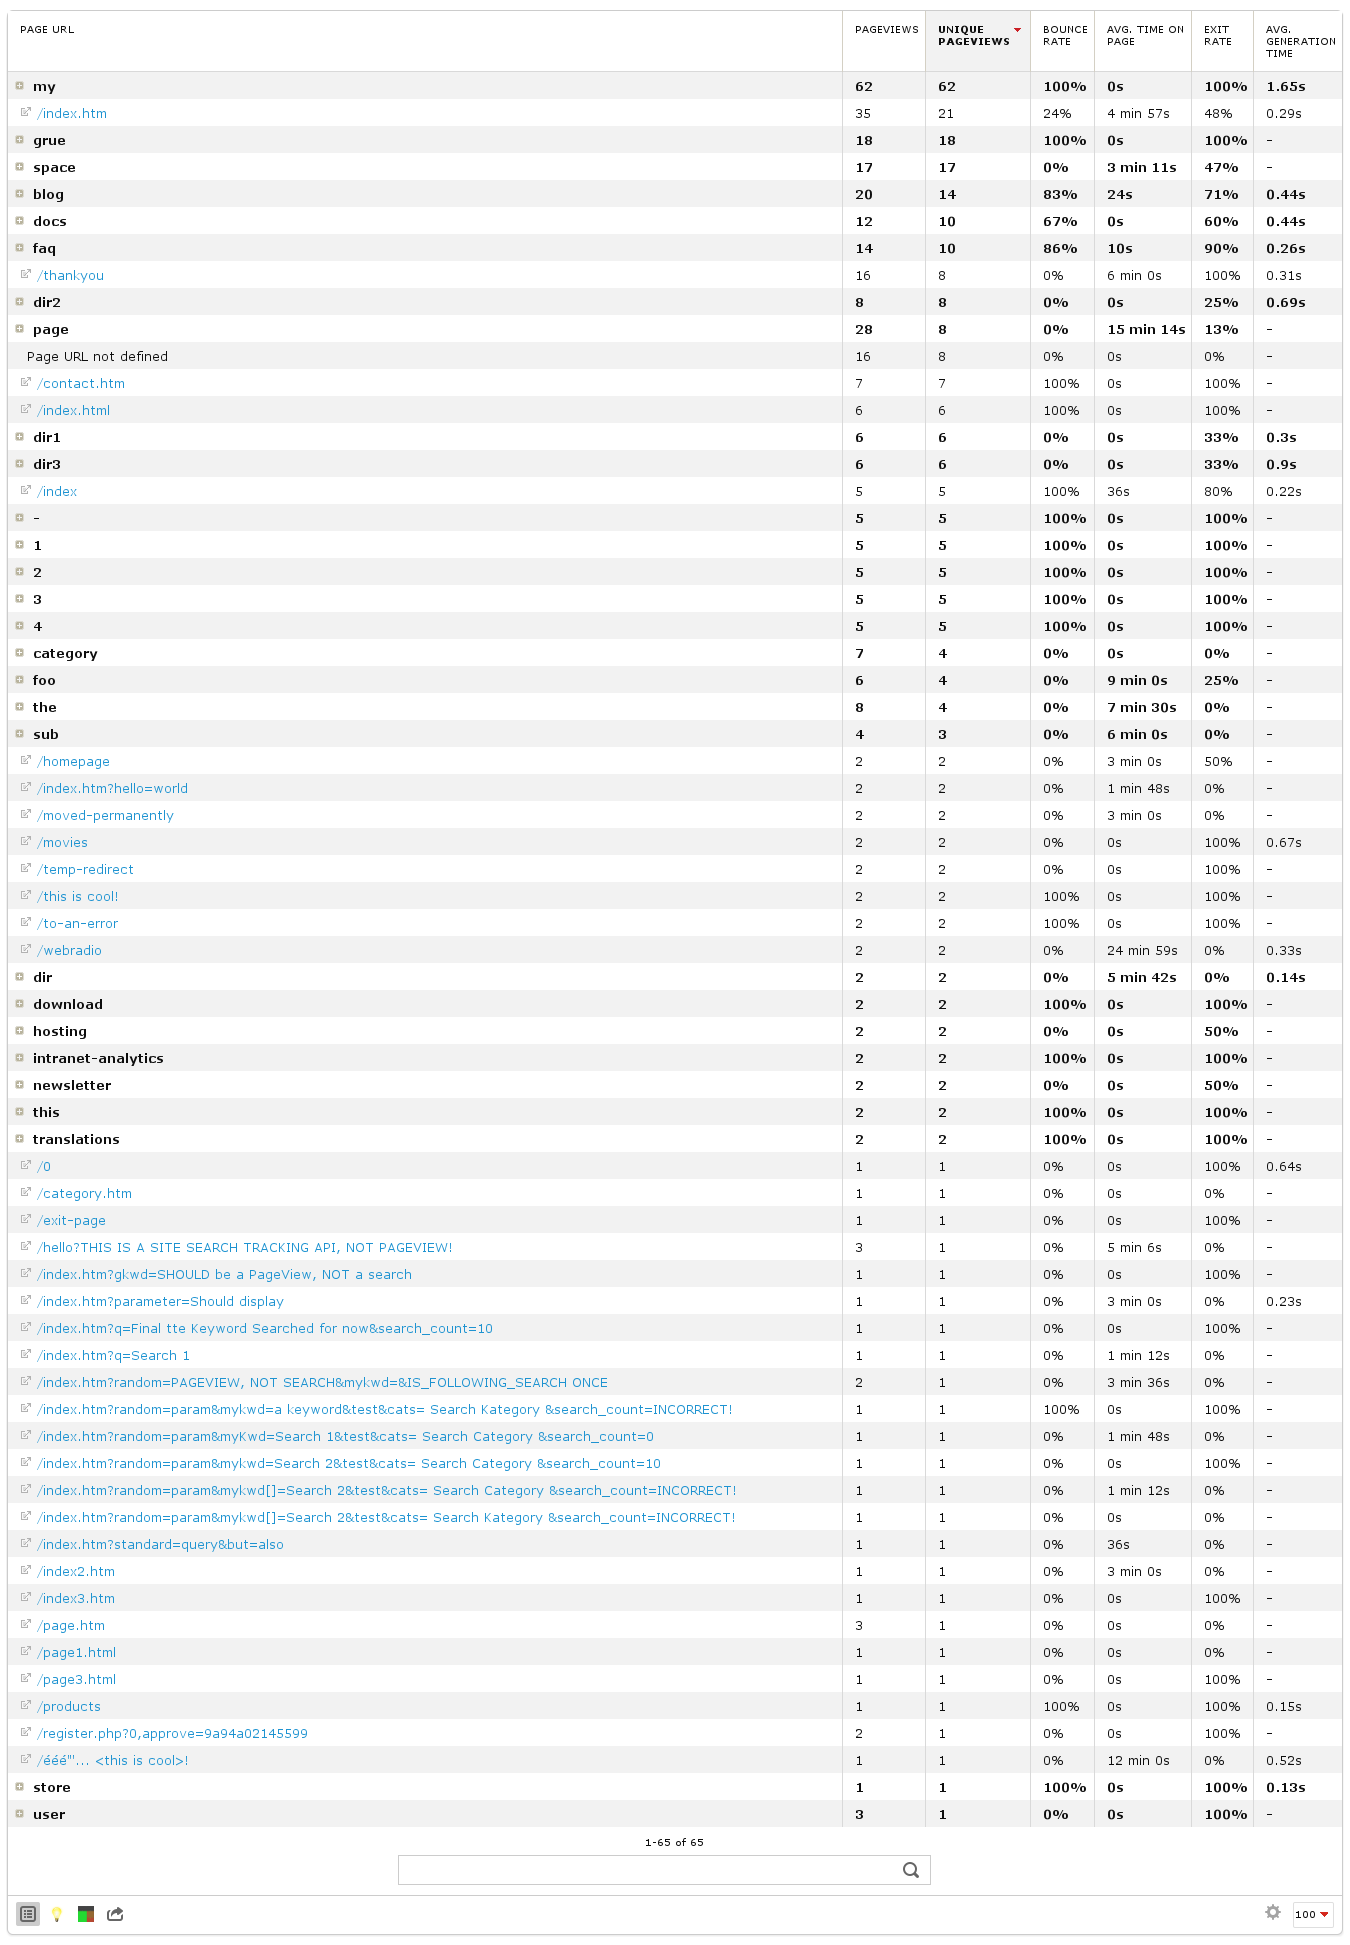 PAGE URL PAGEVIEWS UNIQUE PAGEVIEWS BOUNCE RATE AVG. TIME ON PAGE EXIT RATE AVG. GENERATION TIME
my 62 62 100% 0s 100% 1.65s
/index.htm 35 21 24% 4 min 57s 48% 0.29s
grue 18 18 100% 0s 100% -
space 17 17 0% 3 min 11s 47% -
blog 20 14 83% 24s 71% 0.44s
docs 12 10 67% 0s 60% 0.44s
faq 14 10 86% 10s 90% 0.26s
/thankyou 16 8 0% 6 min 0s 100% 0.31s
dir2 8 8 0% 0s 25% 0.69s
page 28 8 0% 15 min 14s 13% -
Page URL not defined 16 8 0% 0s 0% -
/contact.htm 7 7 100% 0s 100% -
/index.html 6 6 100% 0s 100% -
dir1 6 6 0% 0s 33% 0.3s
dir3 6 6 0% 0s 33% 0.9s
/index 5 5 100% 36s 80% 0.22s
- 5 5 100% 0s 100% -
1 5 5 100% 0s 100% -
2 5 5 100% 0s 100% -
3 5 5 100% 0s 100% -
4 5 5 100% 0s 100% -
category 7 4 0% 0s 0% -
foo 6 4 0% 9 min 0s 25% -
the 8 4 0% 7 min 30s 0% -
sub 4 3 0% 6 min 0s 0% -
/homepage 2 2 0% 3 min 0s 50% -
/index.htm?hello=world 2 2 0% 1 min 48s 0% -
/moved-permanently 2 2 0% 3 min 0s 0% -
/movies 2 2 0% 0s 100% 0.67s
/temp-redirect 2 2 0% 0s 100% -
/this is cool! 2 2 100% 0s 100% -
/to-an-error 2 2 100% 0s 100% -
/webradio 2 2 0% 24 min 59s 0% 0.33s
dir 2 2 0% 5 min 42s 0% 0.14s
download 2 2 100% 0s 100% -
hosting 2 2 0% 0s 50% -
intranet-analytics 2 2 100% 0s 100% -
newsletter 2 2 0% 0s 50% -
this 2 2 100% 0s 100% -
translations 2 2 100% 0s 100% -
/0 1 1 0% 0s 100% 0.64s
/category.htm 1 1 0% 0s 0% -
/exit-page 1 1 0% 0s 100% -
/hello?THIS IS A SITE SEARCH TRACKING API, NOT PAGEVIEW! 3 1 0% 5 min 6s 0% -
/index.htm?gkwd=SHOULD be a PageView, NOT a search 1 1 0% 0s 100% -
/index.htm?parameter=Should display 1 1 0% 3 min 0s 0% 0.23s
/index.htm?q=Final tte Keyword Searched for now&search_count=10 1 1 0% 0s 100% -
/index.htm?q=Search 1 1 1 0% 1 min 12s 0% -
/index.htm?random=PAGEVIEW, NOT SEARCH&mykwd=&IS_FOLLOWING_SEARCH ONCE 2 1 0% 3 min 36s 0% -
/index.htm?random=param&mykwd=a keyword&test&cats= Search Kategory &search_count=INCORRECT! 1 1 100% 0s 100% -
/index.htm?random=param&myKwd=Search 1&test&cats= Search Category &search_count=0 1 1 0% 1 min 48s 0% -
/index.htm?random=param&mykwd=Search 2&test&cats= Search Category &search_count=10 1 1 0% 0s 100% -
/index.htm?random=param&mykwd[]=Search 2&test&cats= Search Category &search_count=INCORRECT! 1 1 0% 1 min 12s 0% -
/index.htm?random=param&mykwd[]=Search 2&test&cats= Search Kategory &search_count=INCORRECT! 1 1 0% 0s 0% -
/index.htm?standard=query&but=also 1 1 0% 36s 0% -
/index2.htm 1 1 0% 3 min 0s 0% -
/index3.htm 1 1 0% 0s 100% -
/page.htm 3 1 0% 0s 0% -
/page1.html 1 1 0% 0s 0% -
/page3.html 1 1 0% 0s 100% -
/products 1 1 100% 0s 100% 0.15s
/register.php?0,approve=9a94a02145599 2 1 0% 0s 100% -
/ééé"'... <this is cool>! 1 1 0% 12 min 0s 0% 0.52s
store 1 1 100% 0s 100% 0.13s
user 3 1 0% 0s 100% -
1-65 of 65
100